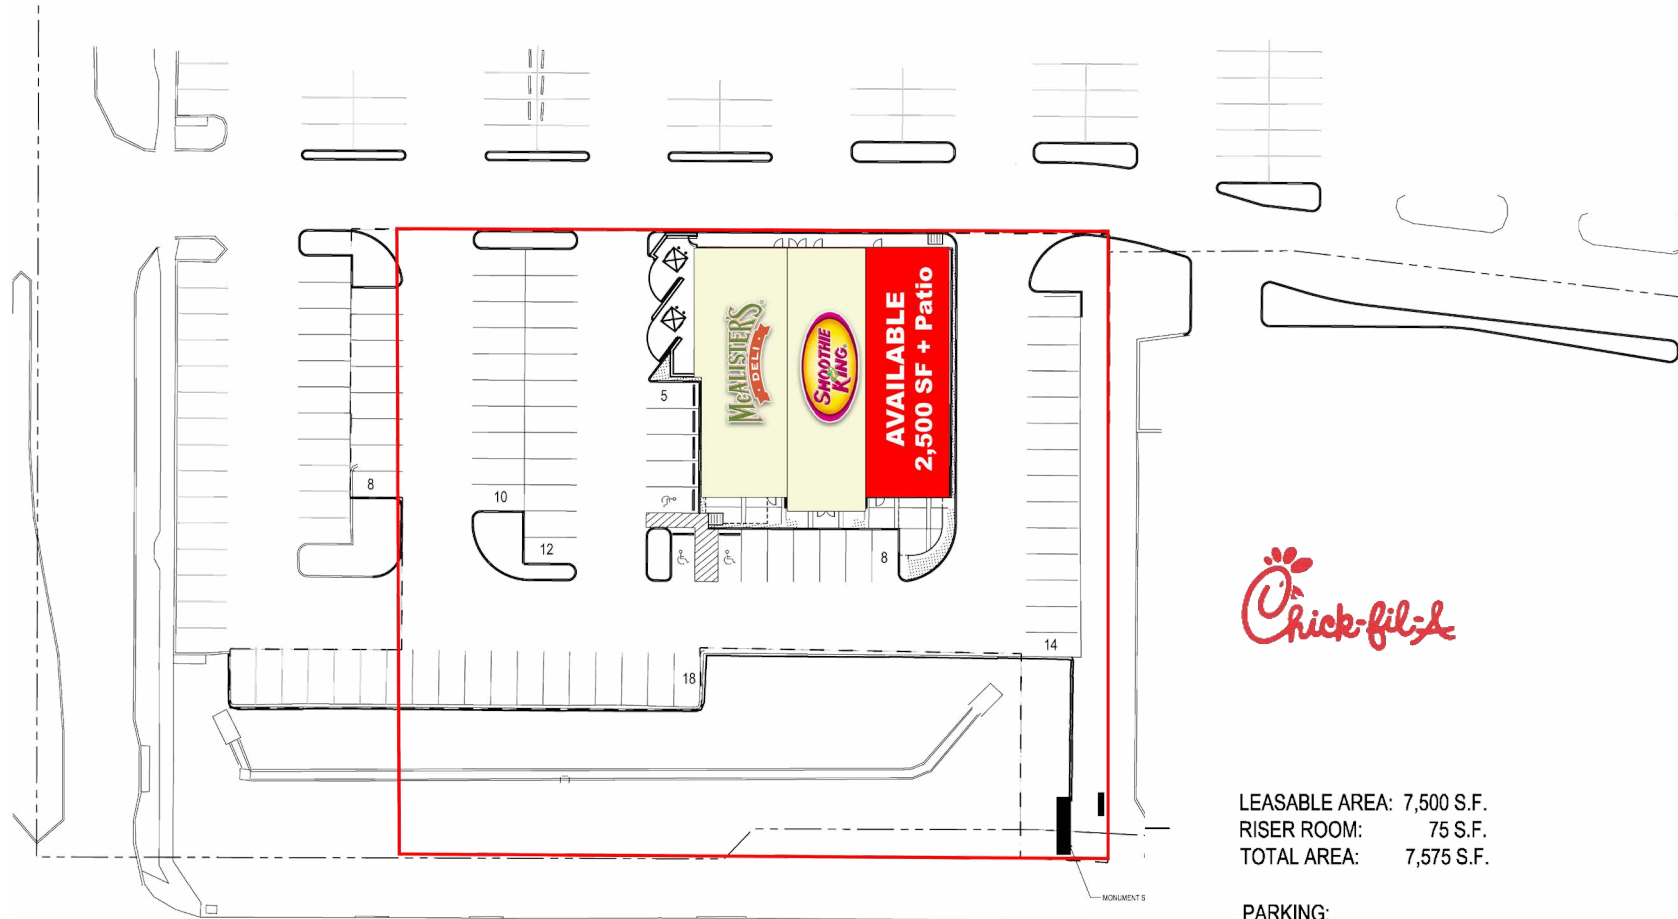 McALISTER'S
DELI
SMOOTHIE
KING
AVAILABLE
2,500 SF + Patio
5
8
10
12
8
14
18
Chick-fil-A
LEASABLE AREA: 7,500 S.F.
RISER ROOM: 75 S.F.
TOTAL AREA: 7,575 S.F.
MONUMENT S
PARKING: